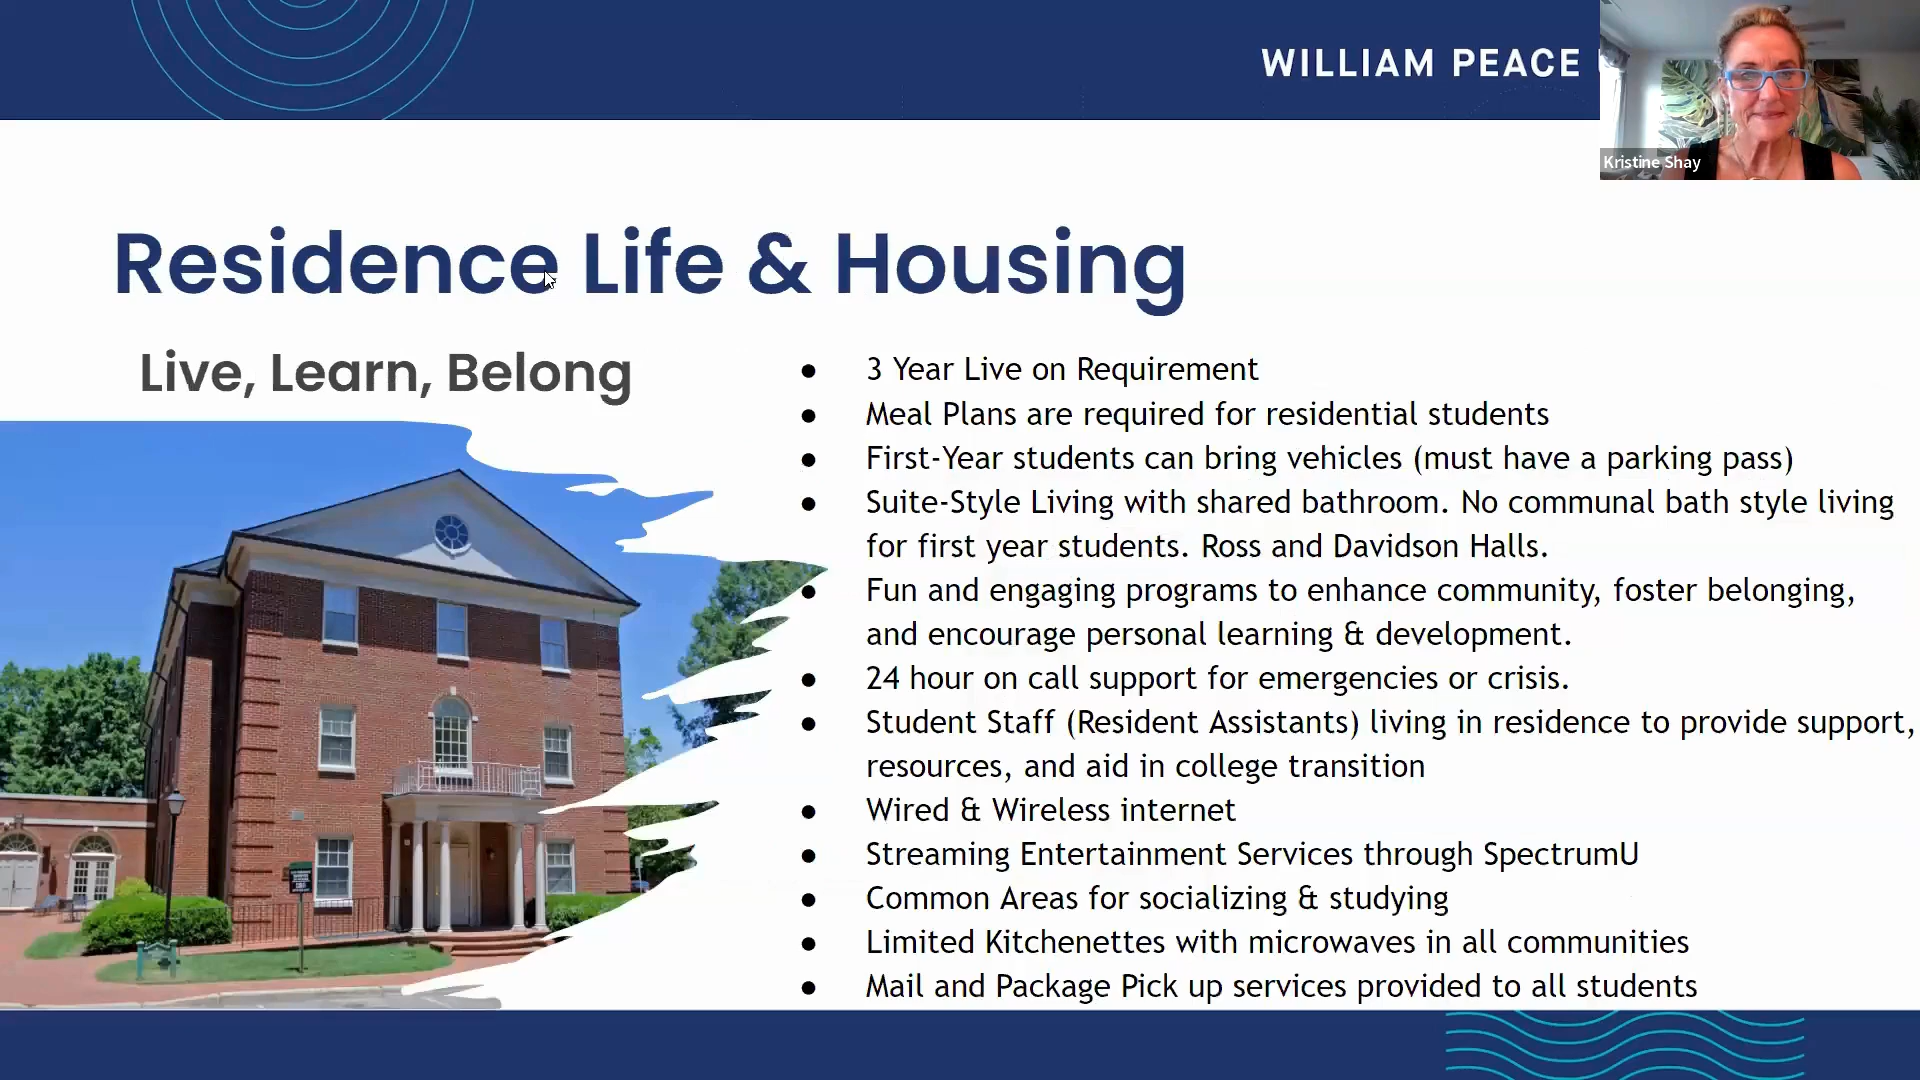 WILLIAM PEACE
Kristine Shay
Residence Life & Housing
Live, Learn, Belong
● 3 Year Live on Requirement
● Meal Plans are required for residential students
● First-Year students can bring vehicles (must have a parking pass)
● Suite-Style Living with shared bathroom. No communal bath style living
for first year students. Ross and Davidson Halls.
● Fun and engaging programs to enhance community, foster belonging,
and encourage personal learning & development.
● 24 hour on call support for emergencies or crisis.
● Student Staff (Resident Assistants) living in residence to provide support,
resources, and aid in college transition
● Wired & Wireless internet
● Streaming Entertainment Services through SpectrumU
● Common Areas for socializing & studying
● Limited Kitchenettes with microwaves in all communities
● Mail and Package Pick up services provided to all students